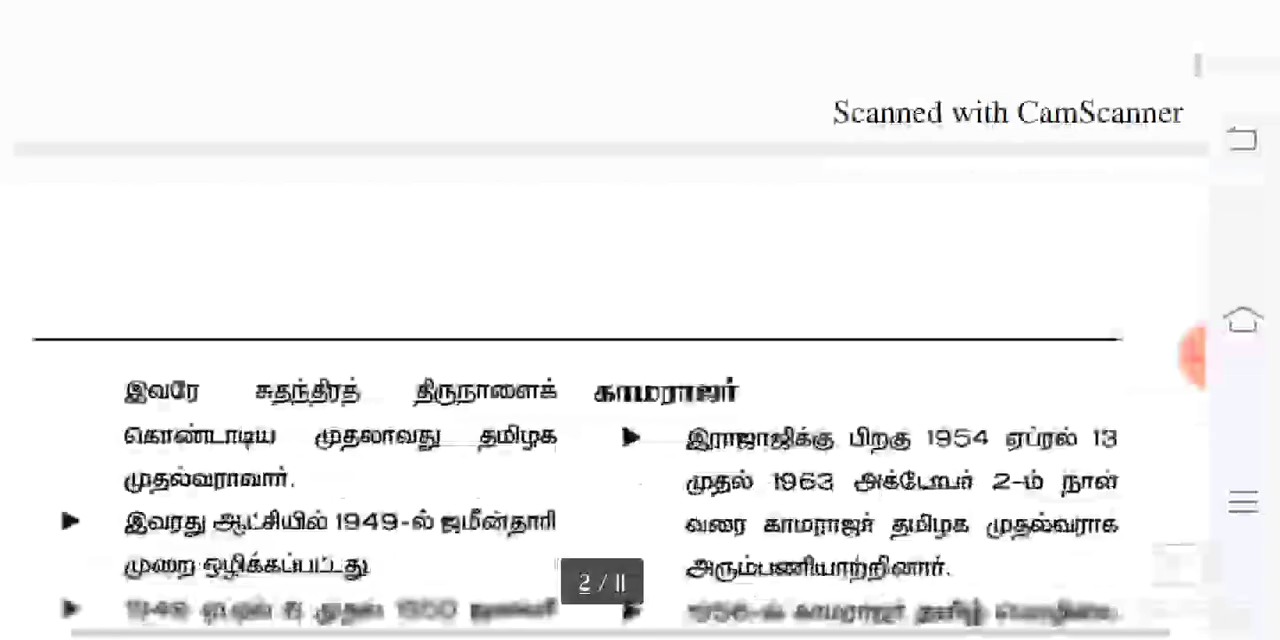 Scanned with CamScanner
இவரே சுதந்திரத் திருநாளைக்
கொண்டாடிய முதலாவது தமிழக
முதல்வராவார்.
▶ இவரது ஆட்சியில் 1949-ல் ஜமீன்தாரி
முறை ஒழிக்கப்பட்டது
காமராஜர்
▶ இராஜாஜிக்கு பிறகு 1954 ஏப்ரல் 13
முதல் 1963 அக்டோபர் 2-ம் நாள்
வரை காமராஜர் தமிழக முதல்வராக
அரும்பணியாற்றினார்.
2 / 11